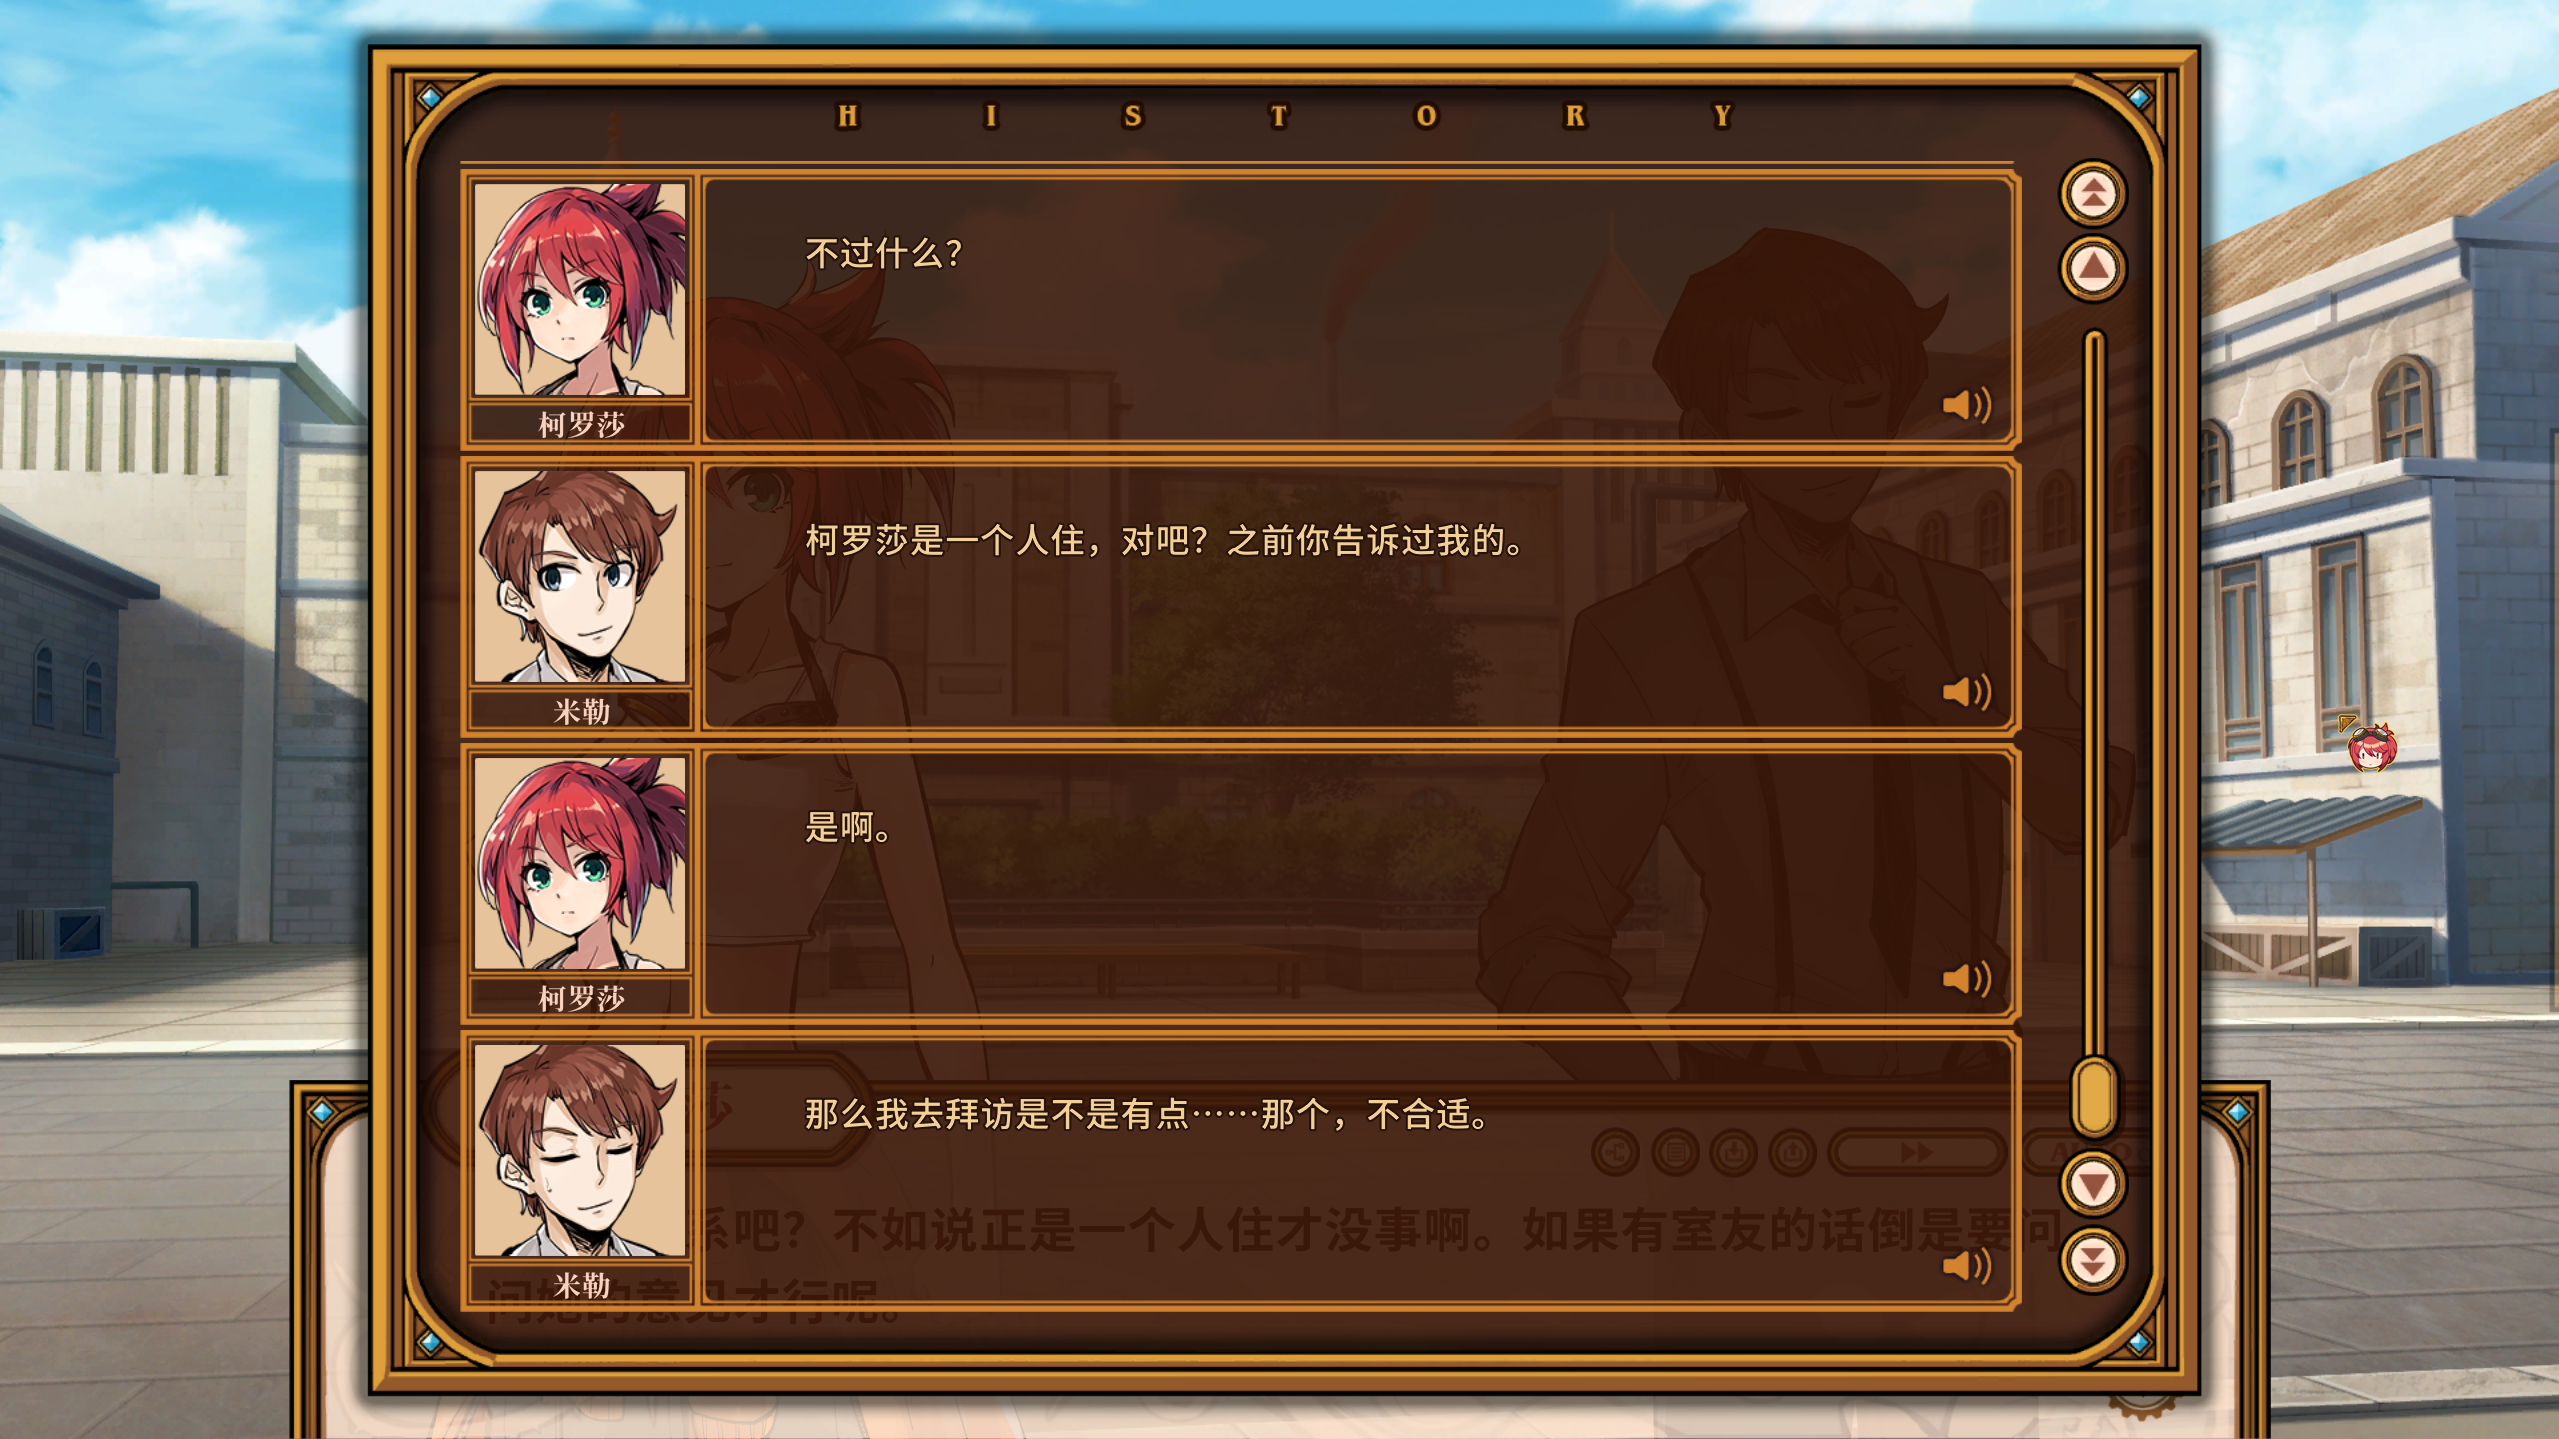 HISTORY
不过什么?
柯罗莎
柯罗莎是一个人住，对吧？之前你告诉过我的。
米勒
是啊。
柯罗莎
那么我去拜访是不是有点……那个，不合适。
莎
系吧？不如说正是一个人住才没事啊。如果有室友的话倒是要问
米勒
问她的意见才行呢。